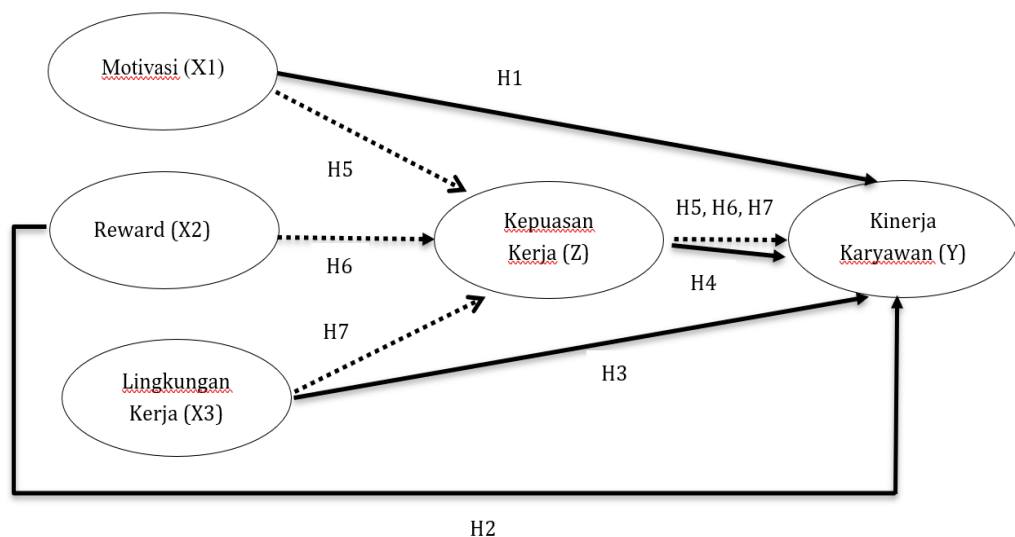 Motivasi (X1)
H1
H5
Reward (X2)
H6
Kepuasan
Kerja (Z)
H5, H6, H7
H4
Kinerja
Karyawan (Y)
H7
Lingkungan
Kerja (X3)
H3
H2